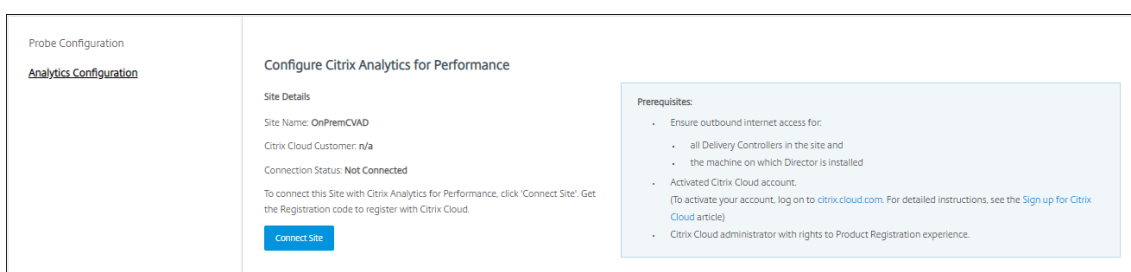 Probe Configuration
Analytics Configuration
Configure Citrix Analytics for Performance
Site Details
Site Name: OnPremCVAD
Citrix Cloud Customer: n/a
Connection Status: Not Connected
To connect this Site with Citrix Analytics for Performance, click 'Connect Site'. Get
the Registration code to register with Citrix Cloud.
Connect Site
Prerequisites:
• Ensure outbound internet access for:
• all Delivery Controllers in the site and
• the machine on which Director is installed
• Activated Citrix Cloud account.
(To activate your account, log on to citrix.cloud.com. For detailed instructions, see the Sign up for Citrix
Cloud article)
• Citrix Cloud administrator with rights to Product Registration experience.